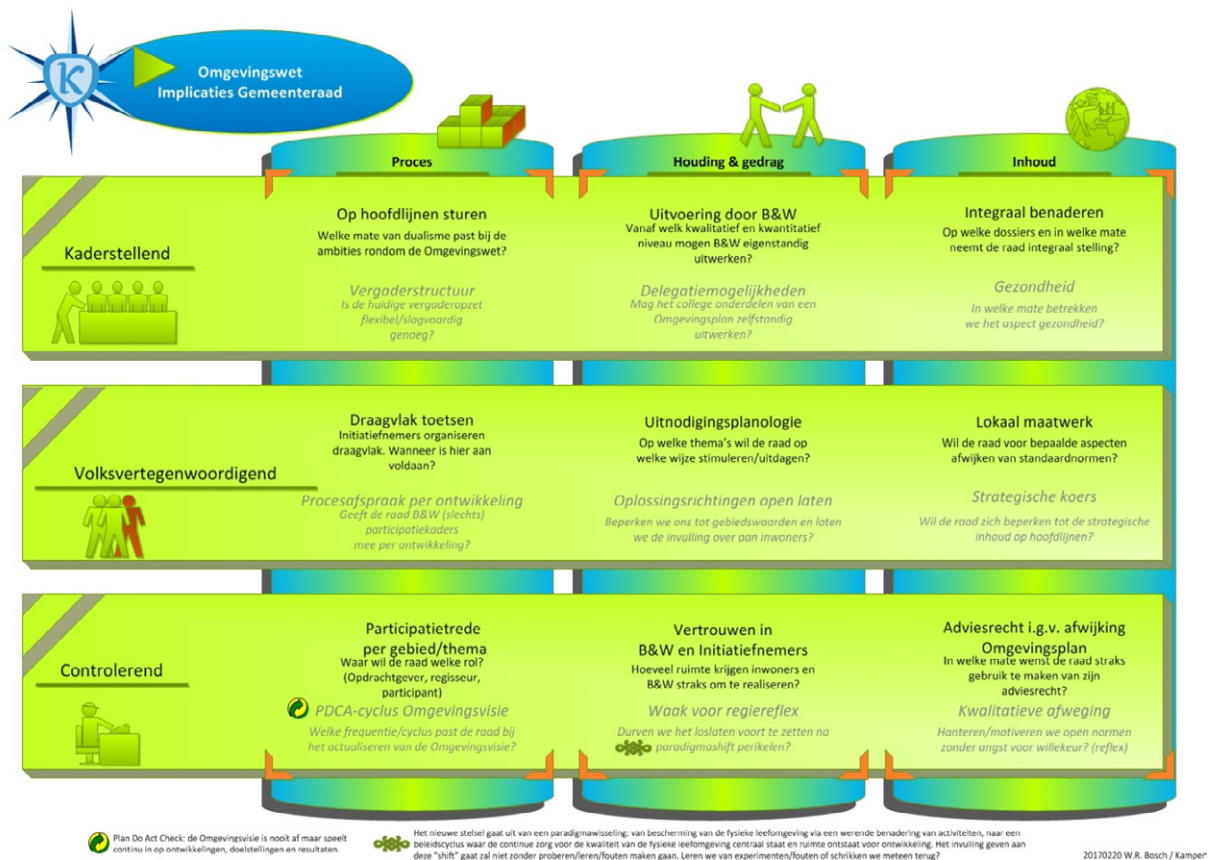 Omgevingswet
Implicaties Gemeenteraad
Proces
Houding & gedrag
Inhoud
Kaderstellend
Op hoofdlijnen sturen
Welke mate van dualisme past bij de
ambities rondom de Omgevingswet?
Vergaderstructuur
Is de huidige vergaderopzet
flexibel/slagvaardig
genoeg?
Uitvoering door B&W
Vanaf welk kwalitatief en kwantitatief
niveau mogen B&W eigenstandig
uitwerken?
Delegatiemogelijkheden
Mag het college onderdelen van een
Omgevingsplan zelfstandig
uitwerken?
Integraal benaderen
Op welke dossiers en in welke mate
neemt de raad integraal stelling?
Gezondheid
In welke mate betrekken
we het aspect gezondheid?
Volksvertegenwoordigend
Draagvlak toetsen
Initiatiefnemers organiseren
draagvlak. Wanneer is hier aan
voldaan?
Procesafspraak per ontwikkeling
Geeft de raad B&W (slechts)
participatiekaders
mee per ontwikkeling?
Uitnodigingsplanologie
Op welke thema's wil de raad op
welke wijze stimuleren/uitdagen?
Oplossingsrichtingen open laten
Beperken we ons tot gebiedswaarden en laten
we de invulling over aan inwoners?
Lokaal maatwerk
Wil de raad voor bepaalde aspecten
afwijken van standaardnormen?
Strategische koers
Wil de raad zich beperken tot de strategische
inhoud op hoofdlijnen?
Controlerend
Participatietrede
per gebied/thema
Waar wil de raad welke rol?
(Opdrachtgever, regisseur,
participant)
PDCA-cyclus Omgevingsvisie
Welke frequentie/cyclus past de raad bij
het actualiseren van de Omgevingsvisie?
Vertrouwen in
B&W en Initiatiefnemers
Hoeveel ruimte krijgen inwoners en
B&W straks om te realiseren?
Waak voor regiereflex
Durven we het loslaten voort te zetten na
paradigmashift perikelen?
Adviesrecht i.g.v. afwijking
Omgevingsplan
In welke mate wenst de raad straks
gebruik te maken van zijn
adviesrecht?
Kwalitatieve afweging
Hanteren/motiveren we open normen
zonder angst voor willekeur? (reflex)
Plan Do Act Check: de Omgevingsvisie is nooit af maar speelt
continu in op ontwikkelingen, doelstellingen en resultaten.
Het nieuwe stelsel gaat uit van een paradigmawisseling: van bescherming van de fysieke leefomgeving via een werende benadering van activiteiten, naar een
beleidscyclus waar de continue zorg voor de kwaliteit van de fysieke leefomgeving centraal staat en ruimte ontstaat voor ontwikkeling. Het invulling geven aan
deze "shift" gaat zal niet zonder proberen/leren/fouten maken gaan. Leren we van experimenten/fouten of schrikken we meteen terug?
20170220 W.R. Bosch / Kampert